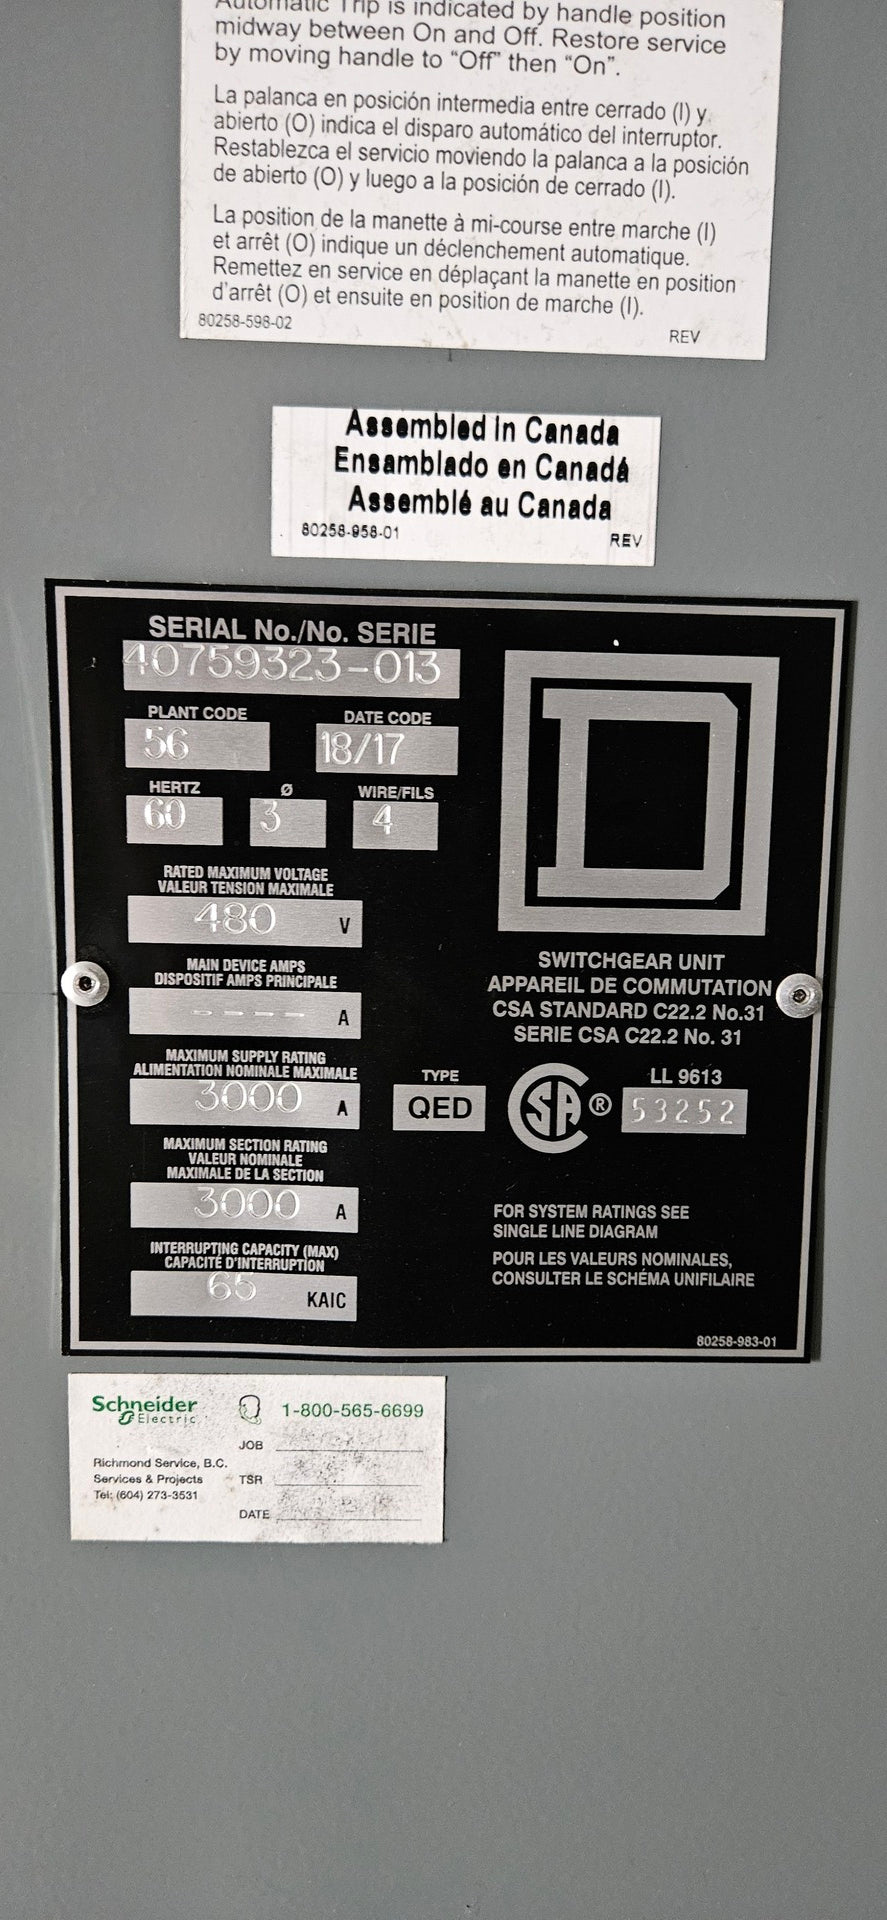 Automatic Trip is indicated by handle position
midway between On and Off. Restore service
by moving handle to “Off” then “On”.
La palanca en posición intermedia entre cerrado (I) y
abierto (O) indica el disparo automático del interruptor.
Restablezca el servicio moviendo la palanca a la posición
de abierto (O) y luego a la posición de cerrado (I).
La position de la manette à mi-course entre marche (I)
et arrêt (O) indique un déclenchement automatique.
Remettez en service en déplaçant la manette en position
d'arrêt (O) et ensuite en position de marche (I).
80258-598-02 REV
Assembled in Canada
Ensamblado en Canadá
Assemblé au Canada
80258-958-01 REV
SERIAL No./No. SERIE
40759323-013
PLANT CODE DATE CODE
56 18/17
HERTZ Ø WIRE/FILS
60 3 4
RATED MAXIMUM VOLTAGE
VALEUR TENSION MAXIMALE
480 V
MAIN DEVICE AMPS
DISPOSITIF AMPS PRINCIPALE
---- A
MAXIMUM SUPPLY RATING
ALIMENTATION NOMINALE MAXIMALE
3000 A
MAXIMUM SECTION RATING
VALEUR NOMINALE
MAXIMALE DE LA SECTION
3000 A
INTERRUPTING CAPACITY (MAX)
CAPACITÉ D'INTERRUPTION
65 KAIC
D
SWITCHGEAR UNIT
APPAREIL DE COMMUTATION
CSA STANDARD C22.2 No.31
SERIE CSA C22.2 No. 31
TYPE
QED
CSA ®
LL 9613
53252
FOR SYSTEM RATINGS SEE
SINGLE LINE DIAGRAM
POUR LES VALEURS NOMINALES,
CONSULTER LE SCHÉMA UNIFILAIRE
80258-983-01
Schneider
Electric
1-800-565-6699
Richmond Service, B.C.
Services & Projects
Tel: (604) 273-3531
JOB
TSR
DATE